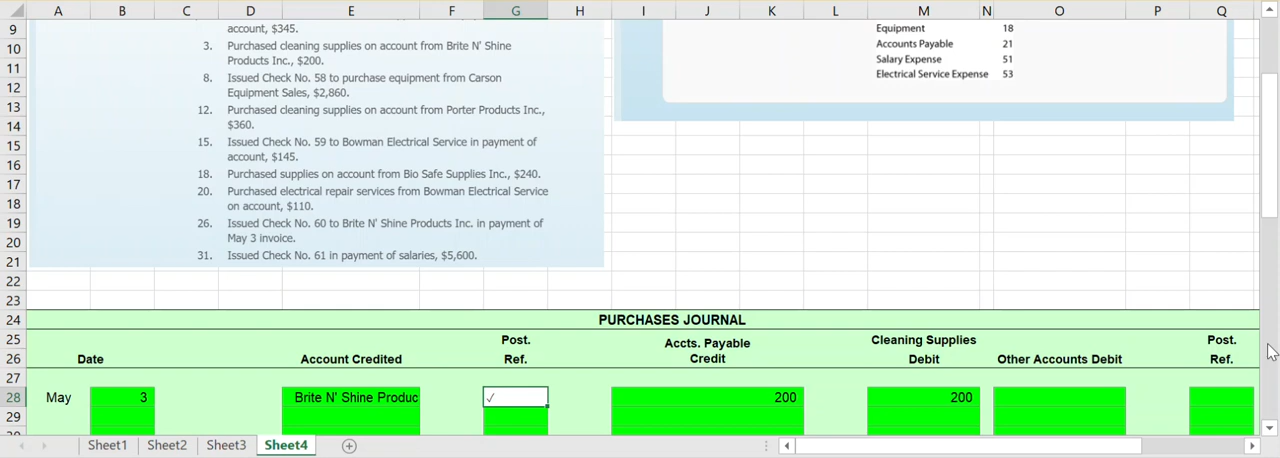 A B C D E F G H I J K L M N O P Q
9 account, $345. Equipment 18
10 3. Purchased cleaning supplies on account from Brite N' Shine Accounts Payable 21
11 Products Inc., $200. Salary Expense 51
12 8. Issued Check No. 58 to purchase equipment from Carson Electrical Service Expense 53
Equipment Sales, $2,860.
13 12. Purchased cleaning supplies on account from Porter Products Inc.,
14 $360.
15 15. Issued Check No. 59 to Bowman Electrical Service in payment of
16 account, $145.
17 18. Purchased supplies on account from Bio Safe Supplies Inc., $240.
18 20. Purchased electrical repair services from Bowman Electrical Service
on account, $110.
19 26. Issued Check No. 60 to Brite N' Shine Products Inc. in payment of
20 May 3 invoice.
21 31. Issued Check No. 61 in payment of salaries, $5,600.
22
23
24 PURCHASES JOURNAL
25 Post. Accts. Payable Cleaning Supplies Post.
26 Date Account Credited Ref. Credit Debit Other Accounts Debit Ref.
27
28 May 3 Brite N' Shine Produc ✓ 200 200
29
Sheet1 Sheet2 Sheet3 Sheet4